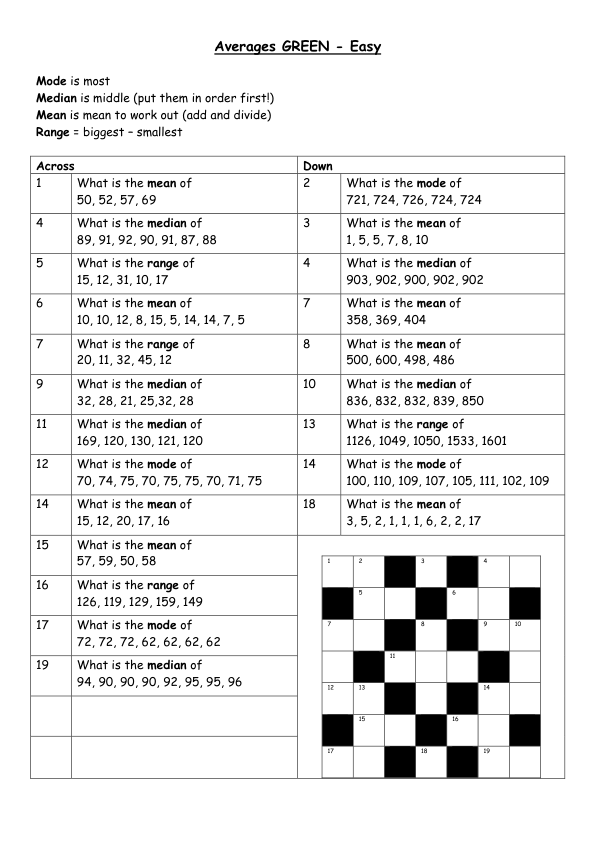 Averages GREEN - Easy
Mode is most
Median is middle (put them in order first!)
Mean is mean to work out (add and divide)
Range = biggest – smallest
Across
1 What is the mean of
50, 52, 57, 69
4 What is the median of
89, 91, 92, 90, 91, 87, 88
5 What is the range of
15, 12, 31, 10, 17
6 What is the mean of
10, 10, 12, 8, 15, 5, 14, 14, 7, 5
7 What is the range of
20, 11, 32, 45, 12
9 What is the median of
32, 28, 21, 25,32, 28
11 What is the median of
169, 120, 130, 121, 120
12 What is the mode of
70, 74, 75, 70, 75, 75, 70, 71, 75
14 What is the mean of
15, 12, 20, 17, 16
15 What is the mean of
57, 59, 50, 58
16 What is the range of
126, 119, 129, 159, 149
17 What is the mode of
72, 72, 72, 62, 62, 62, 62
19 What is the median of
94, 90, 90, 90, 92, 95, 95, 96
Down
2 What is the mode of
721, 724, 726, 724, 724
3 What is the mean of
1, 5, 5, 7, 8, 10
4 What is the median of
903, 902, 900, 902, 902
7 What is the mean of
358, 369, 404
8 What is the mean of
500, 600, 498, 486
10 What is the median of
836, 832, 832, 839, 850
13 What is the range of
1126, 1049, 1050, 1533, 1601
14 What is the mode of
100, 110, 109, 107, 105, 111, 102, 109
18 What is the mean of
3, 5, 2, 1, 1, 1, 6, 2, 2, 17
1 2 3 4
5 6
7 8 9 10
11
12 13 14
15 16
17 18 19